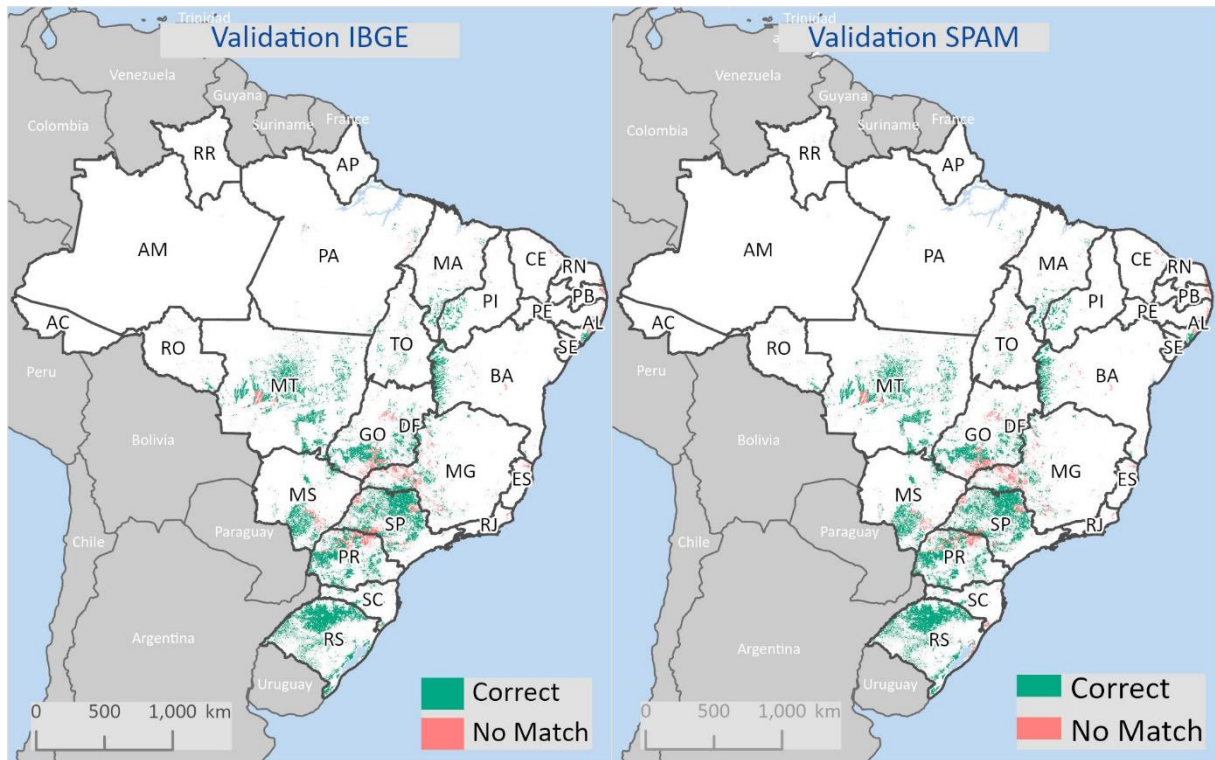 Trinidad
Validation IBGE
Venezuela
Guyana
Colombia
Suriname
France
RR
AP
AM
PA
MA
CE
RN
PB
PI
PE
AC
AL
TO
SE
RO
Peru
MT
BA
DF
Bolivia
GO
MG
MS
ES
SP
Paraguay
RJ
Chile
PR
SC
Argentina
RS
Uruguay
Correct
No Match
0 500 1,000 km
Trinidad
Validation SPAM
Venezuela
Guyana
Colombia
Suriname
France
RR
AP
AM
PA
MA
CE
RN
PB
PI
PE
AC
AL
TO
SE
RO
Peru
MT
BA
DF
Bolivia
GO
MG
MS
ES
SP
Paraguay
RJ
Chile
PR
SC
Argentina
RS
Uruguay
Correct
No Match
0 500 1,000 km